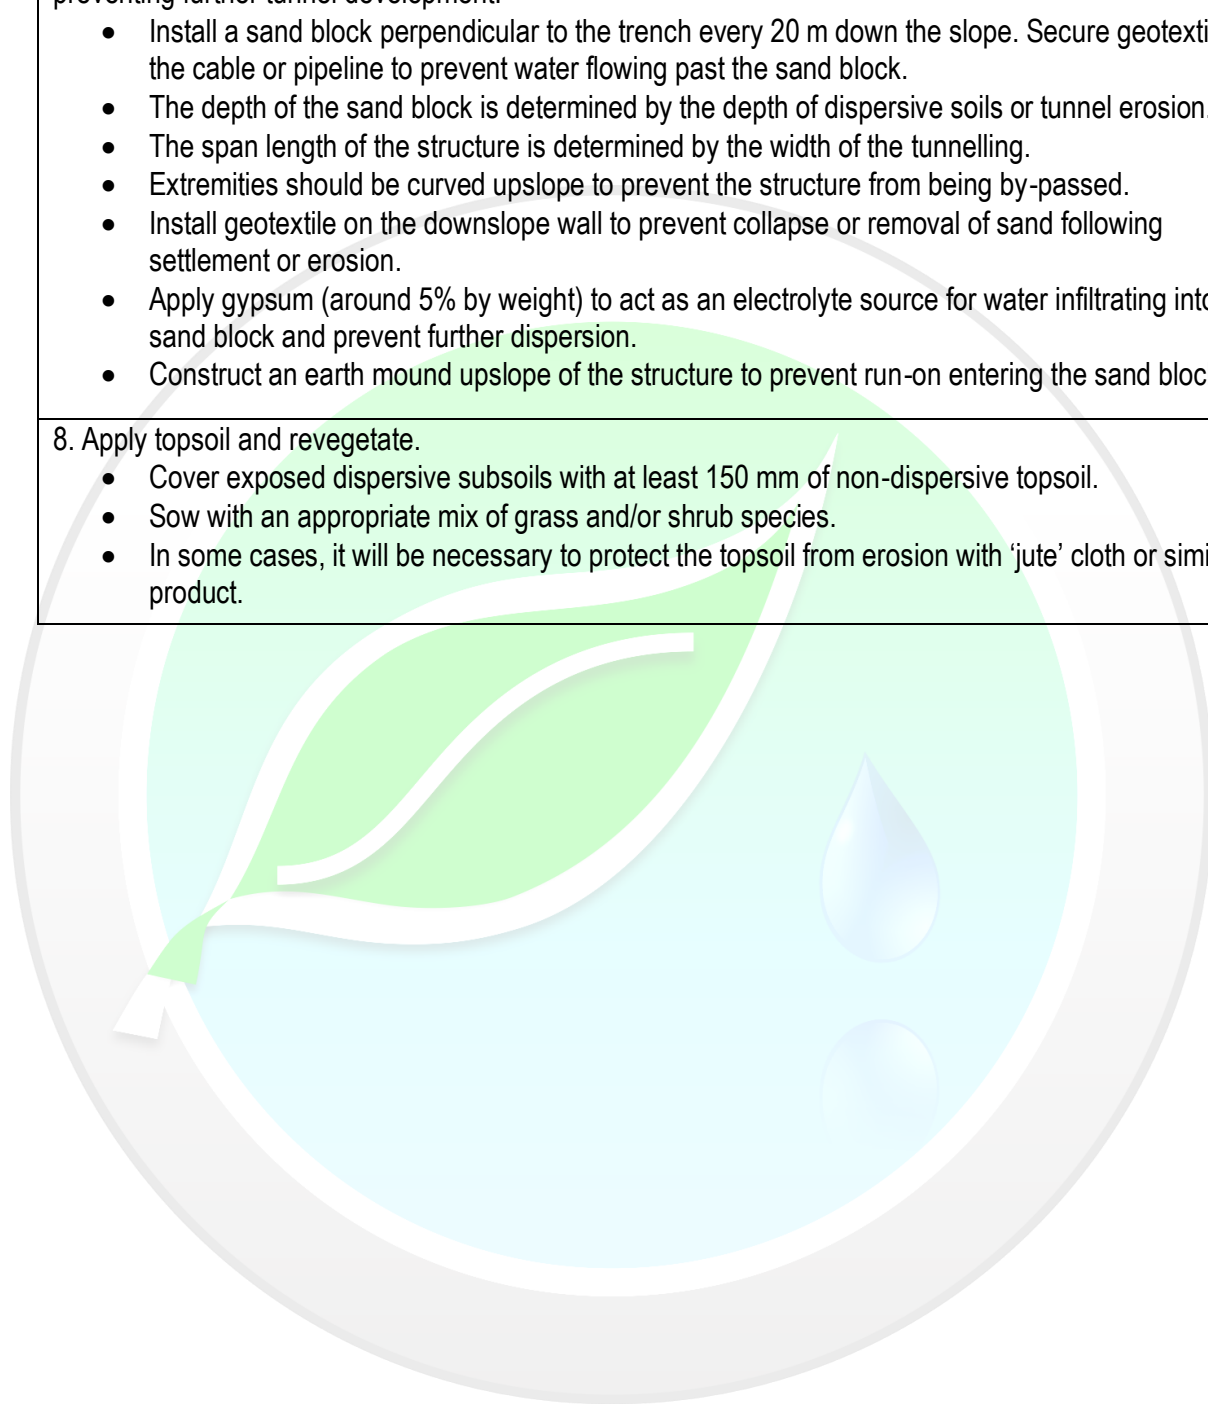 preventing further tunnel development.
• Install a sand block perpendicular to the trench every 20 m down the slope. Secure geotexti
the cable or pipeline to prevent water flowing past the sand block.
• The depth of the sand block is determined by the depth of dispersive soils or tunnel erosion.
• The span length of the structure is determined by the width of the tunnelling.
• Extremities should be curved upslope to prevent the structure from being by-passed.
• Install geotextile on the downslope wall to prevent collapse or removal of sand following
settlement or erosion.
• Apply gypsum (around 5% by weight) to act as an electrolyte source for water infiltrating into
sand block and prevent further dispersion.
• Construct an earth mound upslope of the structure to prevent run-on entering the sand bloc
8. Apply topsoil and revegetate.
• Cover exposed dispersive subsoils with at least 150 mm of non-dispersive topsoil.
• Sow with an appropriate mix of grass and/or shrub species.
• In some cases, it will be necessary to protect the topsoil from erosion with ‘jute’ cloth or simi
product.